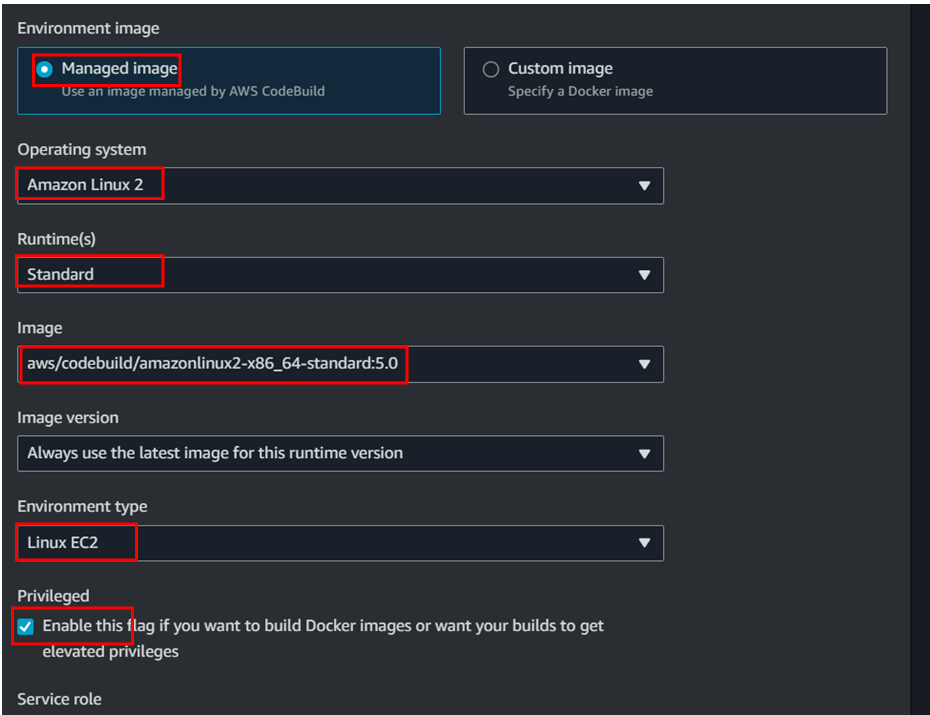 Environment image
Managed image
Use an image managed by AWS CodeBuild
Custom image
Specify a Docker image
Operating system
Amazon Linux 2
Runtime(s)
Standard
Image
aws/codebuild/amazonlinux2-x86_64-standard:5.0
Image version
Always use the latest image for this runtime version
Environment type
Linux EC2
Privileged
Enable this flag if you want to build Docker images or want your builds to get
elevated privileges
Service role